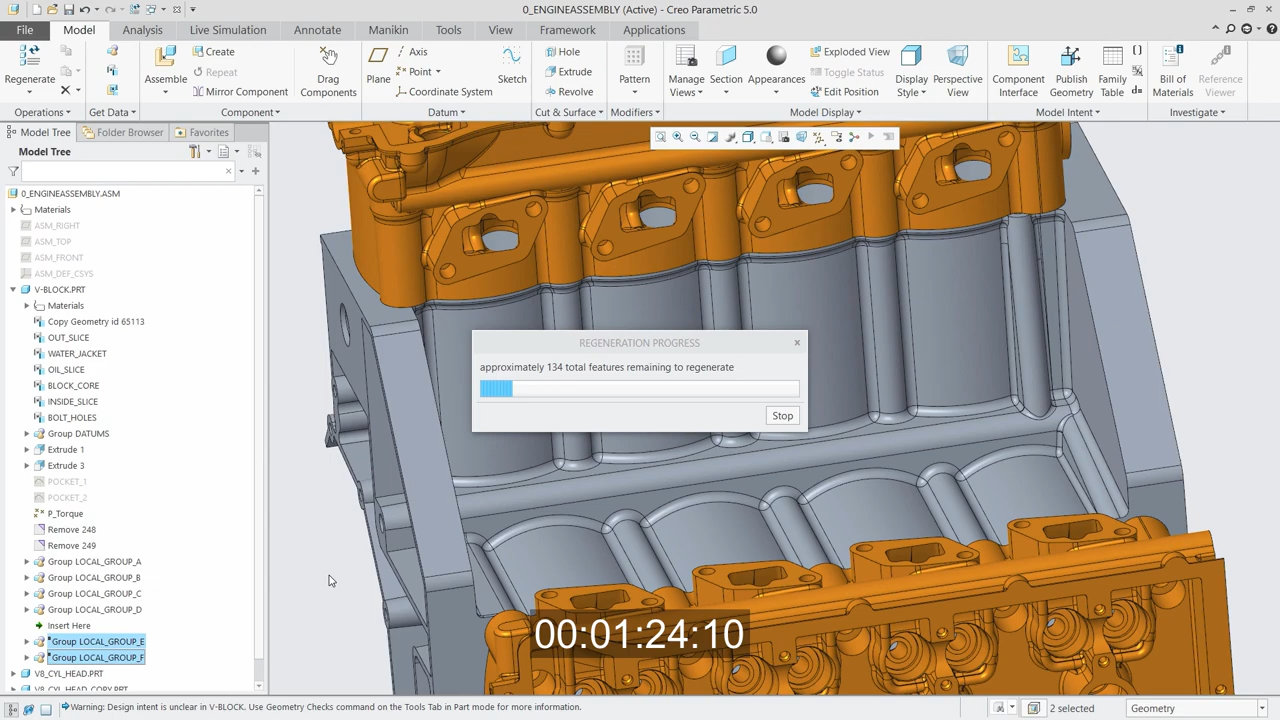 0_ENGINEASSEMBLY (Active) - Creo Parametric 5.0
File Model Analysis Live Simulation Annotate Manikin Tools View Framework Applications
Regenerate
Assemble
Create
Repeat
Mirror Component
Drag Components
Plane
Axis
Point
Coordinate System
Sketch
Hole
Extrude
Revolve
Pattern
Manage Views
Section
Appearances
Exploded View
Toggle Status
Edit Position
Display Style
Perspective View
Component Interface
Publish Geometry
Family Table
Bill of Materials
Reference Viewer
Operations Get Data Component Datum Cut & Surface Modifiers Model Display Model Intent Investigate
Model Tree Folder Browser Favorites
Model Tree
0_ENGINEASSEMBLY.ASM
Materials
ASM_RIGHT
ASM_TOP
ASM_FRONT
ASM_DEF_CSYS
V-BLOCK.PRT
Materials
Copy Geometry id 65113
OUT_SLICE
WATER_JACKET
OIL_SLICE
BLOCK_CORE
INSIDE_SLICE
BOLT_HOLES
Group DATUMS
Extrude 1
Extrude 3
POCKET_1
POCKET_2
P_Torque
Remove 248
Remove 249
Group LOCAL_GROUP_A
Group LOCAL_GROUP_B
Group LOCAL_GROUP_C
Group LOCAL_GROUP_D
Insert Here
Group LOCAL_GROUP_E
Group LOCAL_GROUP_F
V8_CYL_HEAD.PRT
V8_CYL_HEAD_COPY.PRT
REGENERATION PROGRESS
approximately 134 total features remaining to regenerate
Stop
00:01:24:10
Warning: Design intent is unclear in V-BLOCK. Use Geometry Checks command on the Tools Tab in Part mode for more information.
2 selected
Geometry